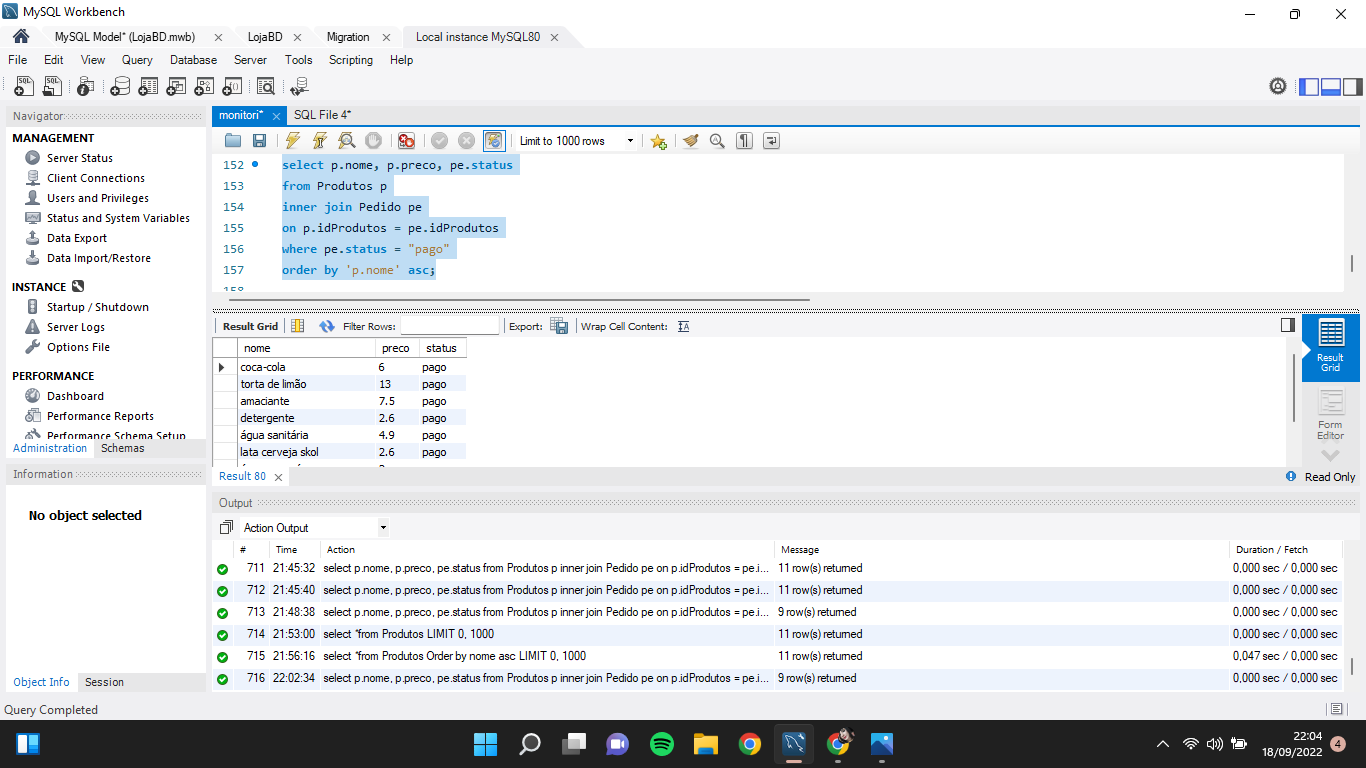 MySQL Workbench
MySQL Model* (LojaBD.mwb)
LojaBD
Migration
Local instance MySQL80
File Edit View Query Database Server Tools Scripting Help
Navigator
MANAGEMENT
Server Status
Client Connections
Users and Privileges
Status and System Variables
Data Export
Data Import/Restore
INSTANCE
Startup / Shutdown
Server Logs
Options File
PERFORMANCE
Dashboard
Performance Reports
Performance Schema Setup
Administration Schemas
Information
No object selected
Object Info Session
monitori* SQL File 4*
Limit to 1000 rows
152 select p.nome, p.preco, pe.status
153 from Produtos p
154 inner join Pedido pe
155 on p.idProdutos = pe.idProdutos
156 where pe.status = "pago"
157 order by 'p.nome' asc;
158
Result Grid Filter Rows: Export: Wrap Cell Content:
nome preco status
coca-cola 6 pago
torta de limão 13 pago
amaciante 7.5 pago
detergente 2.6 pago
água sanitária 4.9 pago
lata cerveja skol 2.6 pago
Result Grid
Form Editor
Result 80
Read Only
Output
Action Output
# Time Action Message Duration / Fetch
711 21:45:32 select p.nome, p.preco, pe.status from Produtos p inner join Pedido pe on p.idProdutos = pe.i... 11 row(s) returned 0,000 sec / 0,000 sec
712 21:45:40 select p.nome, p.preco, pe.status from Produtos p inner join Pedido pe on p.idProdutos = pe.i... 11 row(s) returned 0,000 sec / 0,000 sec
713 21:48:38 select p.nome, p.preco, pe.status from Produtos p inner join Pedido pe on p.idProdutos = pe.i... 9 row(s) returned 0,000 sec / 0,000 sec
714 21:53:00 select *from Produtos LIMIT 0, 1000 11 row(s) returned 0,000 sec / 0,000 sec
715 21:56:16 select *from Produtos Order by nome asc LIMIT 0, 1000 11 row(s) returned 0,047 sec / 0,000 sec
716 22:02:34 select p.nome, p.preco, pe.status from Produtos p inner join Pedido pe on p.idProdutos = pe.i... 9 row(s) returned 0,000 sec / 0,000 sec
Query Completed
22:04
18/09/2022
4